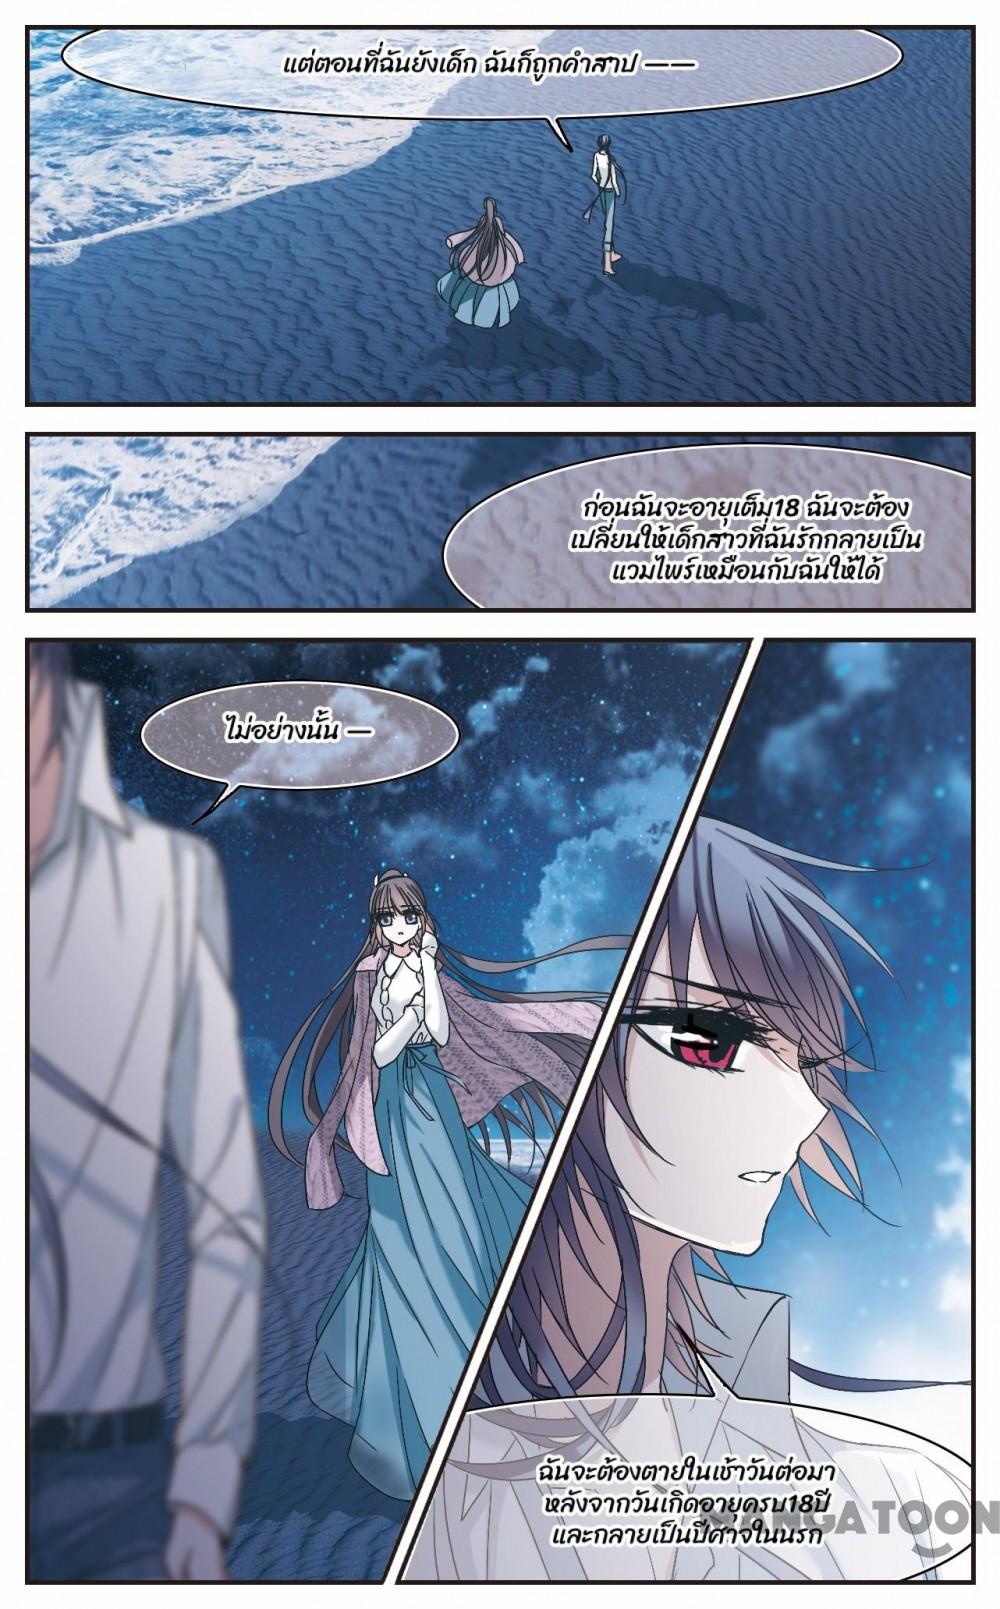 แต่ตอนที่ฉันยังเด็ก ฉันก็ถูกคำสาป ——
ก่อนฉันจะอายุเต็ม18 ฉันจะต้อง
เปลี่ยนให้เด็กสาวที่ฉันรักกลายเป็น
แวมไพร์เหมือนกับฉันให้ได้
ไม่อย่างนั้น —
ฉันจะต้องตายในเช้าวันต่อมา
หลังจากวันเกิดอายุครบ18ปี
และกลายเป็นปีศาจในนรก
MANGATOON